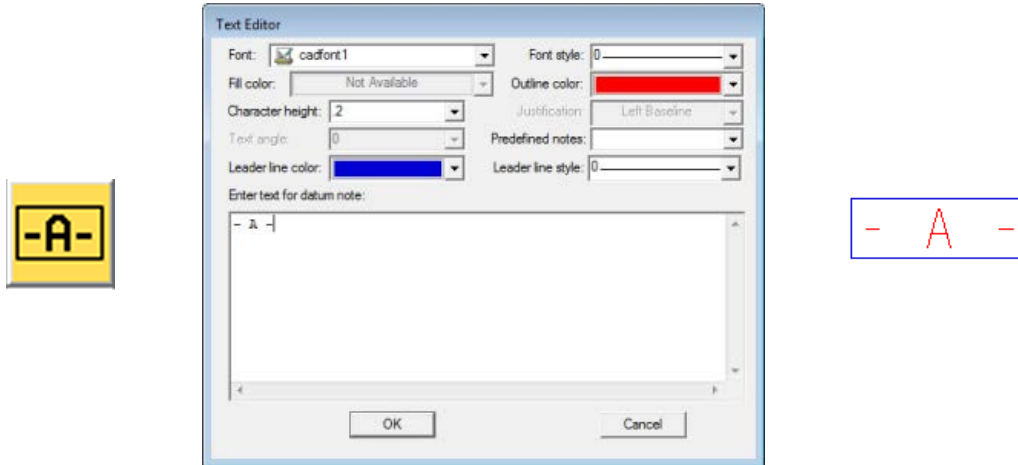 Text Editor
Font: cadfont1 Font style: 0
Fill color: Not Available Outline color:
Character height: .2 Justification: Left Baseline
Text angle: 0 Predefined notes:
Leader line color: Leader line style: 0
Enter text for datum note:
-A-
- A -
- A -
OK Cancel